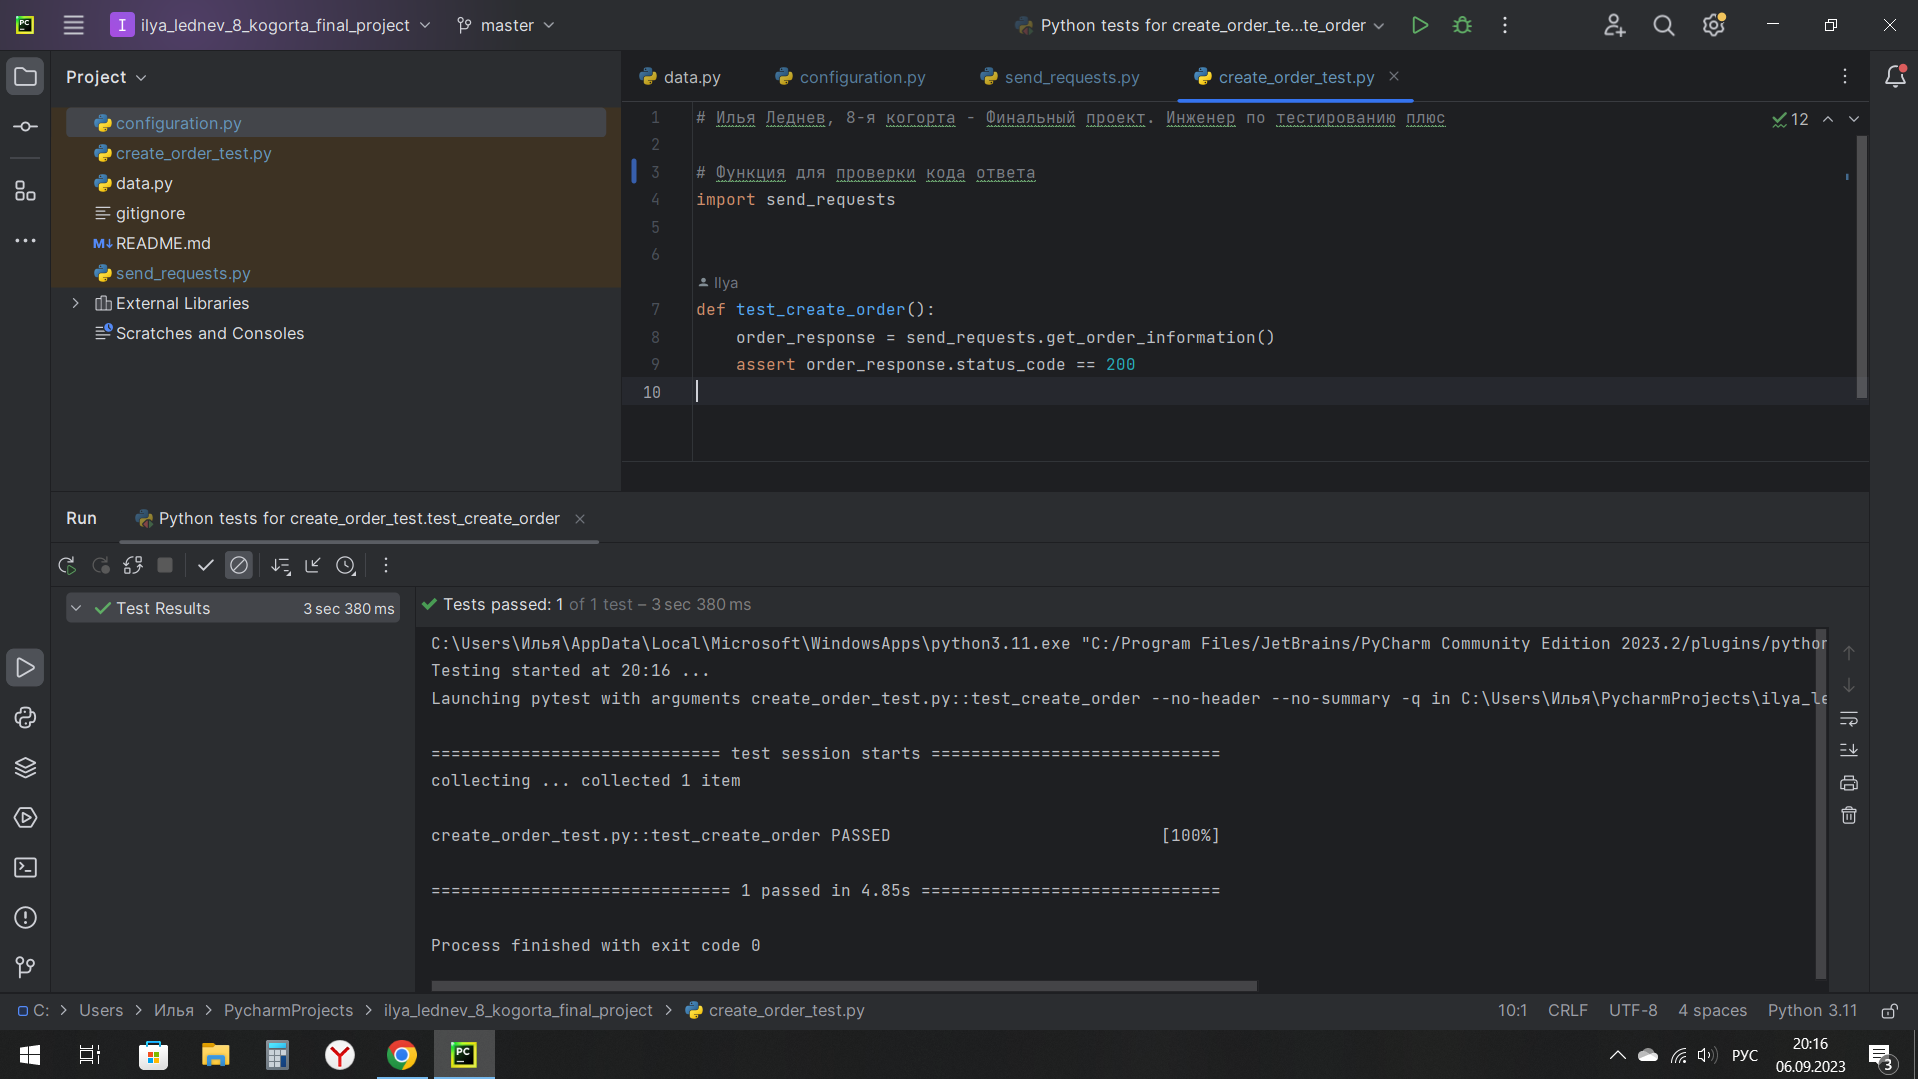 PC
I ilya_lednev_8_kogorta_final_project
master
Python tests for create_order_te...te_order
Project
configuration.py
create_order_test.py
data.py
gitignore
M↓ README.md
send_requests.py
External Libraries
Scratches and Consoles
data.py
configuration.py
send_requests.py
create_order_test.py
1 # Илья Леднев, 8-я когорта - Финальный проект. Инженер по тестированию плюс
12
2
3 # Функция для проверки кода ответа
4 import send_requests
5
6
Ilya
7 def test_create_order():
8 order_response = send_requests.get_order_information()
9 assert order_response.status_code == 200
10
Run
Python tests for create_order_test.test_create_order
Test Results 3 sec 380 ms
Tests passed: 1 of 1 test – 3 sec 380 ms
C:\Users\Илья\AppData\Local\Microsoft\WindowsApps\python3.11.exe "C:/Program Files/JetBrains/PyCharm Community Edition 2023.2/plugins/python
Testing started at 20:16 ...
Launching pytest with arguments create_order_test.py::test_create_order --no-header --no-summary -q in C:\Users\Илья\PycharmProjects\ilya_le
============================= test session starts =============================
collecting ... collected 1 item
create_order_test.py::test_create_order PASSED [100%]
============================== 1 passed in 4.85s ==============================
Process finished with exit code 0
C: > Users > Илья > PycharmProjects > ilya_lednev_8_kogorta_final_project > create_order_test.py
10:1 CRLF UTF-8 4 spaces Python 3.11
PC
РУС
20:16
06.09.2023
3